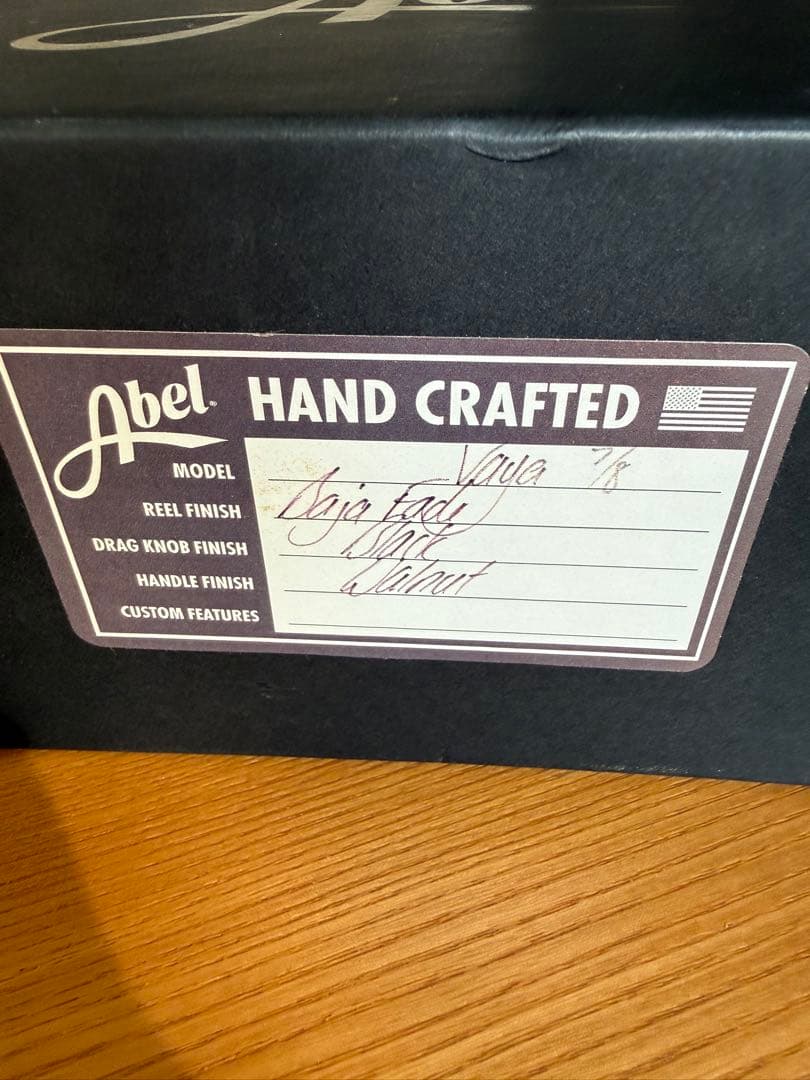 Abel
Abel® HAND CRAFTED
MODEL Vaya 7/8
REEL FINISH Baja Fade
DRAG KNOB FINISH Black
HANDLE FINISH Walnut
CUSTOM FEATURES